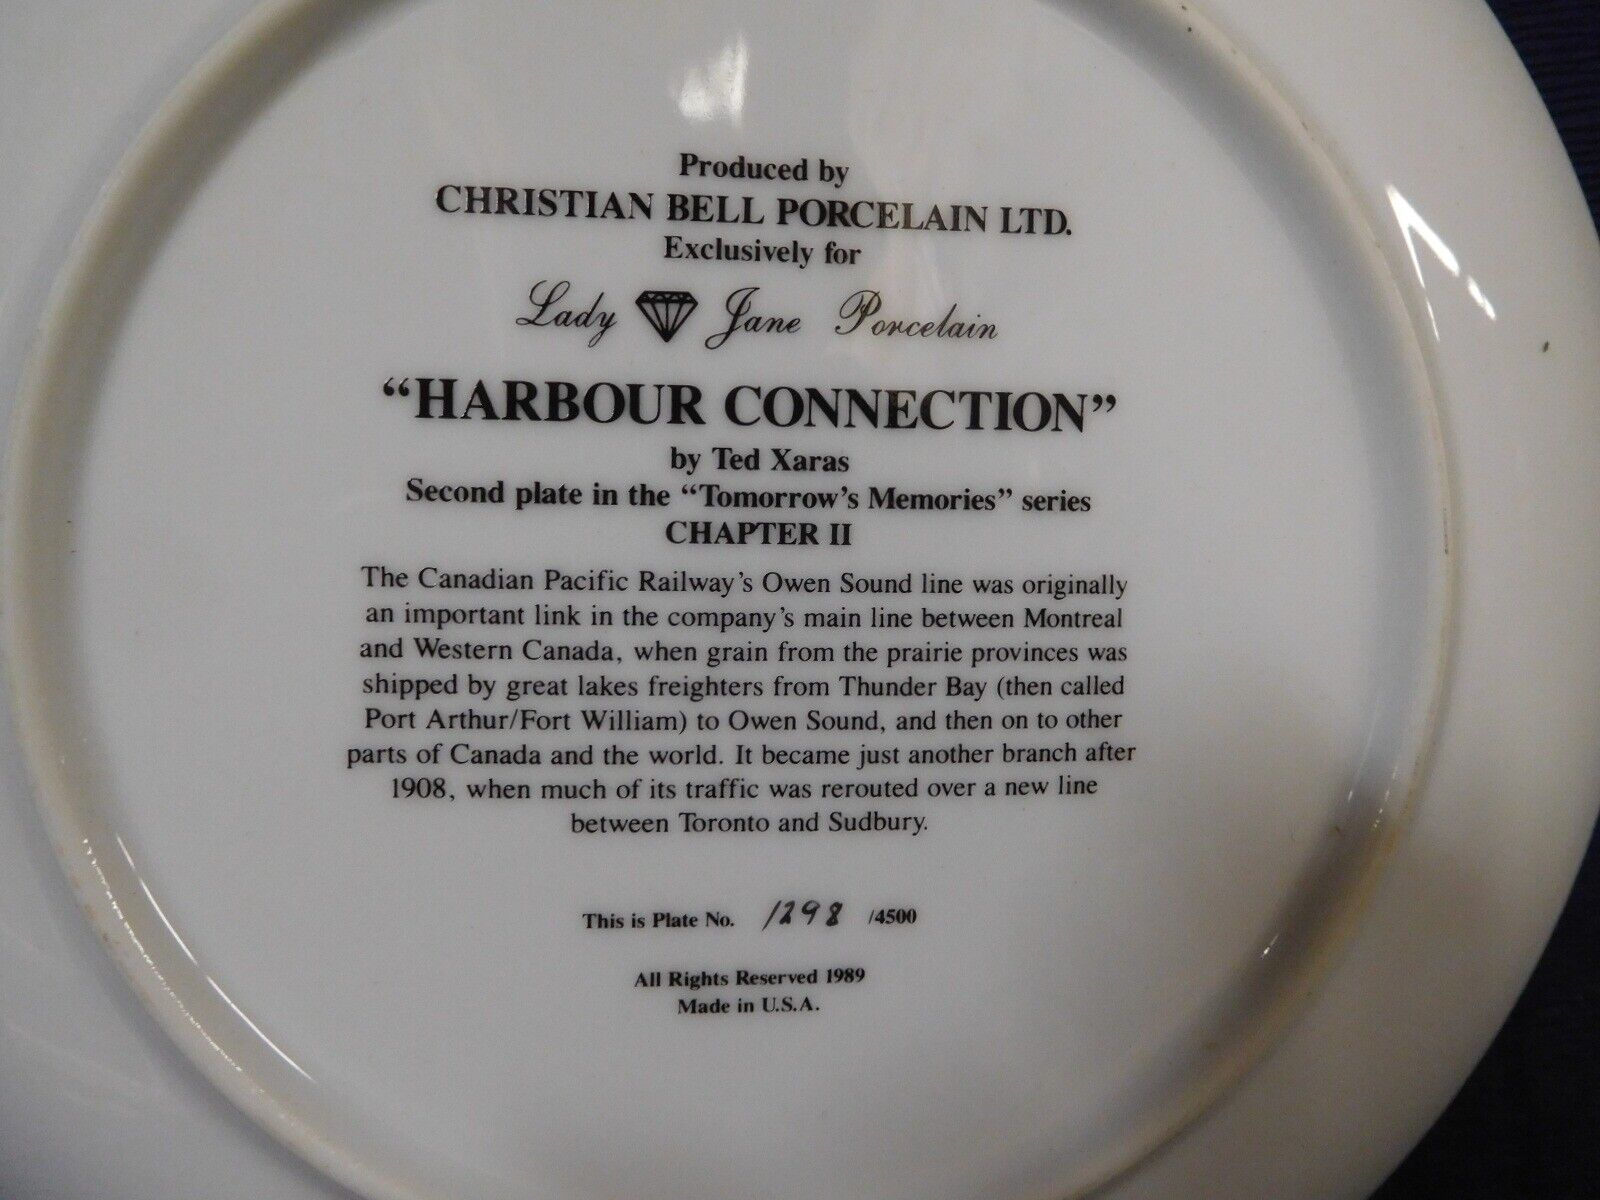 Produced by
CHRISTIAN BELL PORCELAIN LTD.
Exclusively for
Lady Jane Porcelain
“HARBOUR CONNECTION”
by Ted Xaras
Second plate in the “Tomorrow’s Memories” series
CHAPTER II
The Canadian Pacific Railway’s Owen Sound line was originally
an important link in the company’s main line between Montreal
and Western Canada, when grain from the prairie provinces was
shipped by great lakes freighters from Thunder Bay (then called
Port Arthur/Fort William) to Owen Sound, and then on to other
parts of Canada and the world. It became just another branch after
1908, when much of its traffic was rerouted over a new line
between Toronto and Sudbury.
This is Plate No. 1298 /4500
All Rights Reserved 1989
Made in U.S.A.